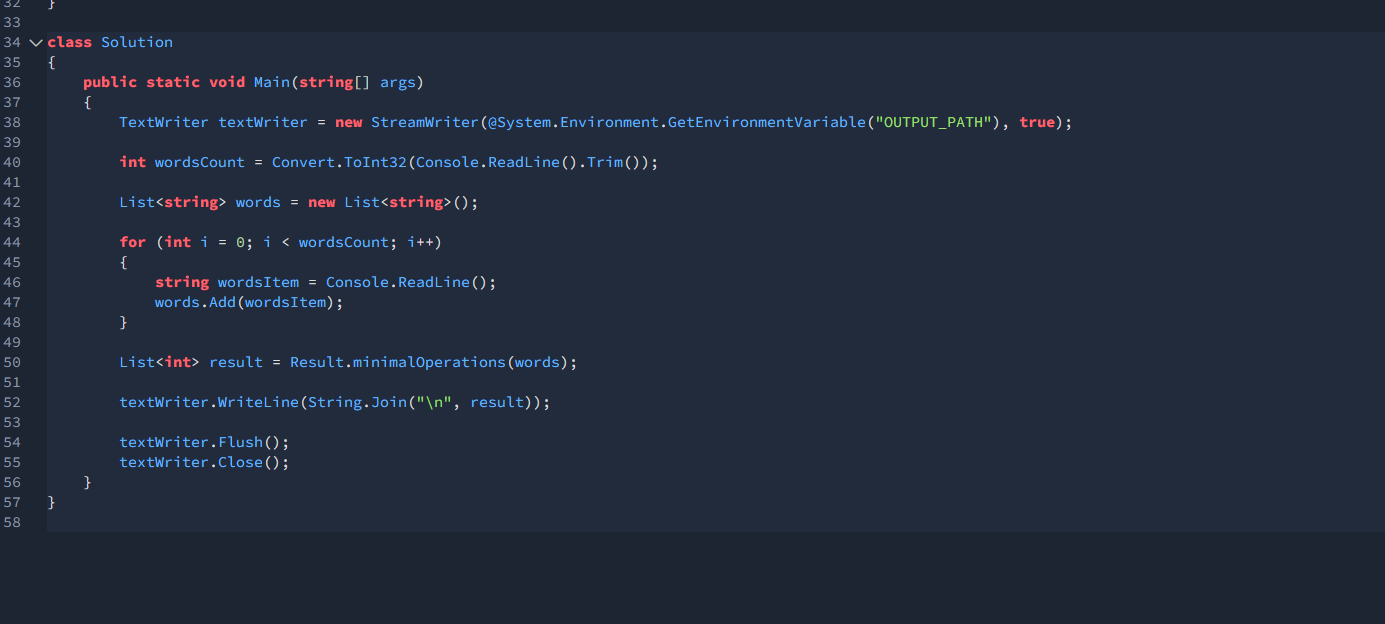 32 }
33
34 class Solution
35 {
36     public static void Main(string[] args)
37     {
38         TextWriter textWriter = new StreamWriter(@System.Environment.GetEnvironmentVariable("OUTPUT_PATH"), true);
39
40         int wordsCount = Convert.ToInt32(Console.ReadLine().Trim());
41
42         List<string> words = new List<string>();
43
44         for (int i = 0; i < wordsCount; i++)
45         {
46             string wordsItem = Console.ReadLine();
47             words.Add(wordsItem);
48         }
49
50         List<int> result = Result.minimalOperations(words);
51
52         textWriter.WriteLine(String.Join("\n", result));
53
54         textWriter.Flush();
55         textWriter.Close();
56     }
57 }
58